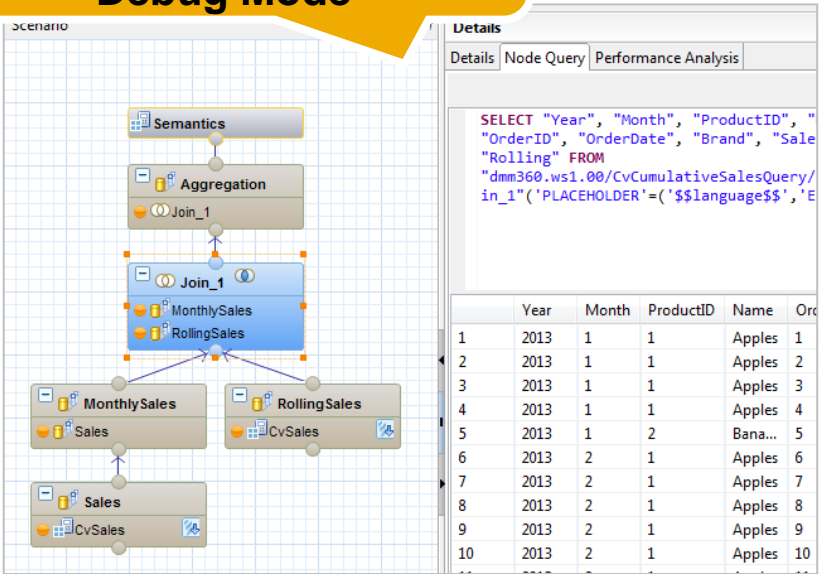 Debug Mode
Scenario
Semantics
Aggregation
Join_1
Join_1
MonthlySales
RollingSales
MonthlySales
Sales
RollingSales
CvSales
Sales
CvSales
Details
Details Node Query Performance Analysis
SELECT "Year", "Month", "ProductID", "
"OrderID", "OrderDate", "Brand", "Sale
"Rolling" FROM
"dmm360.ws1.00/CvCumulativeSalesQuery/
in_1"('PLACEHOLDER'=('$$language$$','E
Year Month ProductID Name Orc
1 2013 1 1 Apples 1
2 2013 1 1 Apples 2
3 2013 1 1 Apples 3
4 2013 1 1 Apples 4
5 2013 1 2 Bana... 5
6 2013 2 1 Apples 6
7 2013 2 1 Apples 7
8 2013 2 1 Apples 8
9 2013 2 1 Apples 9
10 2013 2 1 Apples 10